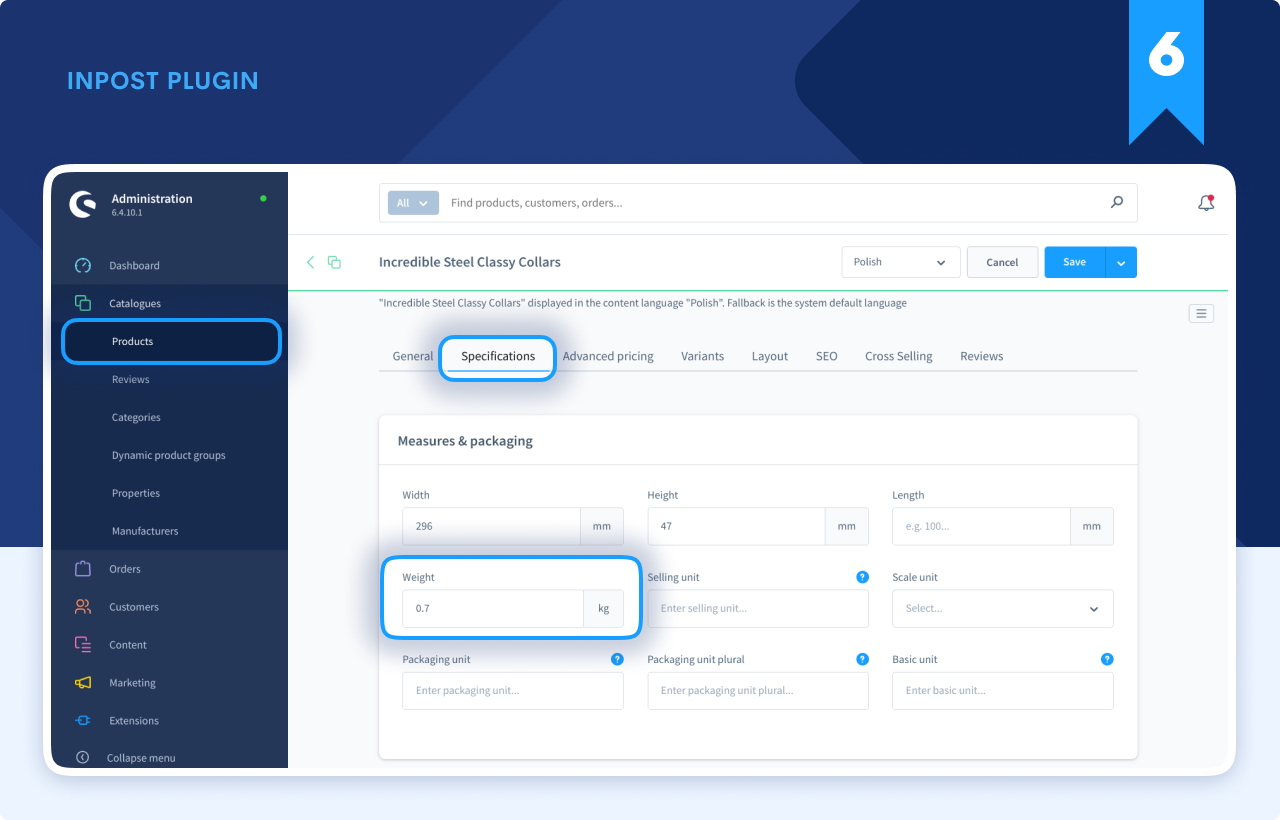 6
INPOST PLUGIN
Administration
6.4.10.1
All
Find products, customers, orders...
Incredible Steel Classy Collars
Polish
Cancel
Save
"Incredible Steel Classy Collars" displayed in the content language "Polish". Fallback is the system default language
Dashboard
Catalogues
Products
Reviews
Categories
Dynamic product groups
Properties
Manufacturers
Orders
Customers
Content
Marketing
Extensions
Collapse menu
General
Specifications
Advanced pricing
Variants
Layout
SEO
Cross Selling
Reviews
Measures & packaging
Width
Height
Length
296 mm
47 mm
e.g. 100... mm
Weight
Selling unit ?
Scale unit
0.7 kg
Enter selling unit...
Select...
Packaging unit ?
Packaging unit plural ?
Basic unit ?
Enter packaging unit...
Enter packaging unit plural...
Enter basic unit...